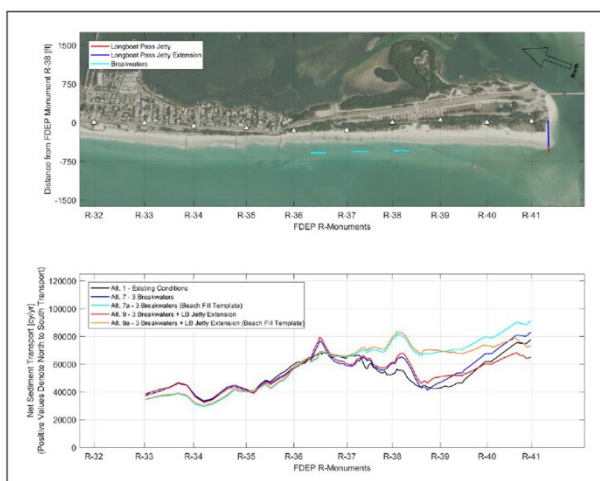 Distance from FDEP Monument R-38 [ft]
1500
750
0
-750
-1500
Longboat Pass Jetty
Longboat Pass Jetty Extension
Breakwaters
North
R-32 R-33 R-34 R-35 R-36 R-37 R-38 R-39 R-40 R-41
FDEP R-Monuments
Net Sediment Transport [cy/yr]
(Positive Values Denote North to South Transport)
120000
100000
80000
60000
40000
20000
0
Alt. 1 - Existing Conditions
Alt. 7 - 3 Breakwaters
Alt. 7a - 3 Breakwaters (Beach Fill Template)
Alt. 9 - 3 Breakwaters + LB Jetty Extension
Alt. 9a - 3 Breakwaters + LB Jetty Extension (Beach Fill Template)
R-32 R-33 R-34 R-35 R-36 R-37 R-38 R-39 R-40 R-41
FDEP R-Monuments